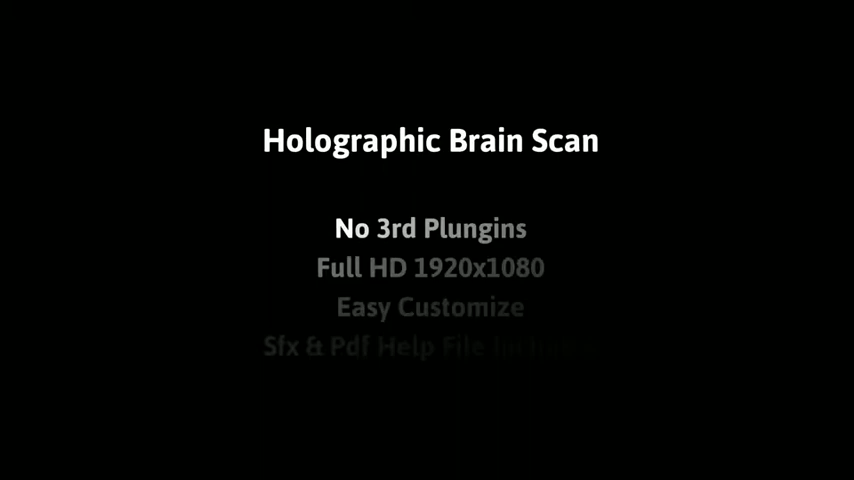 Holographic Brain Scan
No 3rd Plungins
Full HD 1920x1080
Easy Customize
Sfx & Pdf Help File